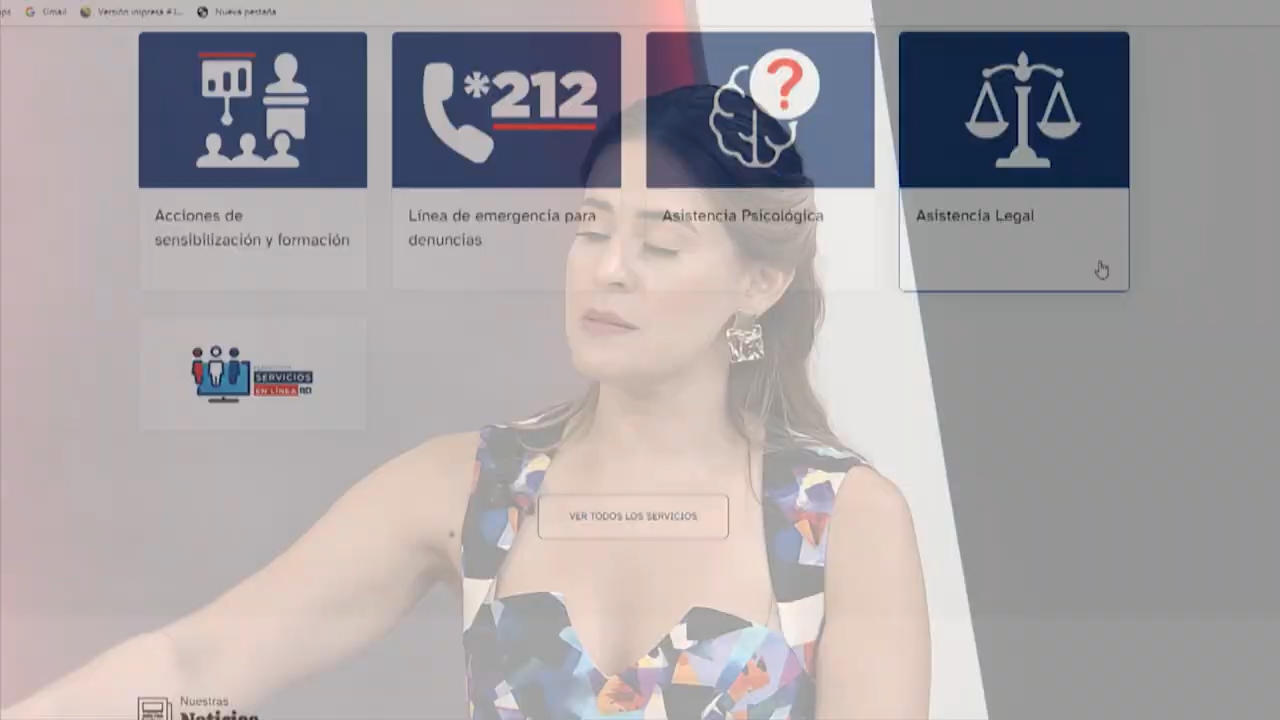 Gmail
Versión impresa # L...
Nueva pestaña
*212
?
Acciones de
sensibilización y formación
Línea de emergencia para
denuncias
Asistencia Psicológica
Asistencia Legal
SERVICIOS
EN LÍNEA RD
VER TODOS LOS SERVICIOS
Nuestras
Noticias